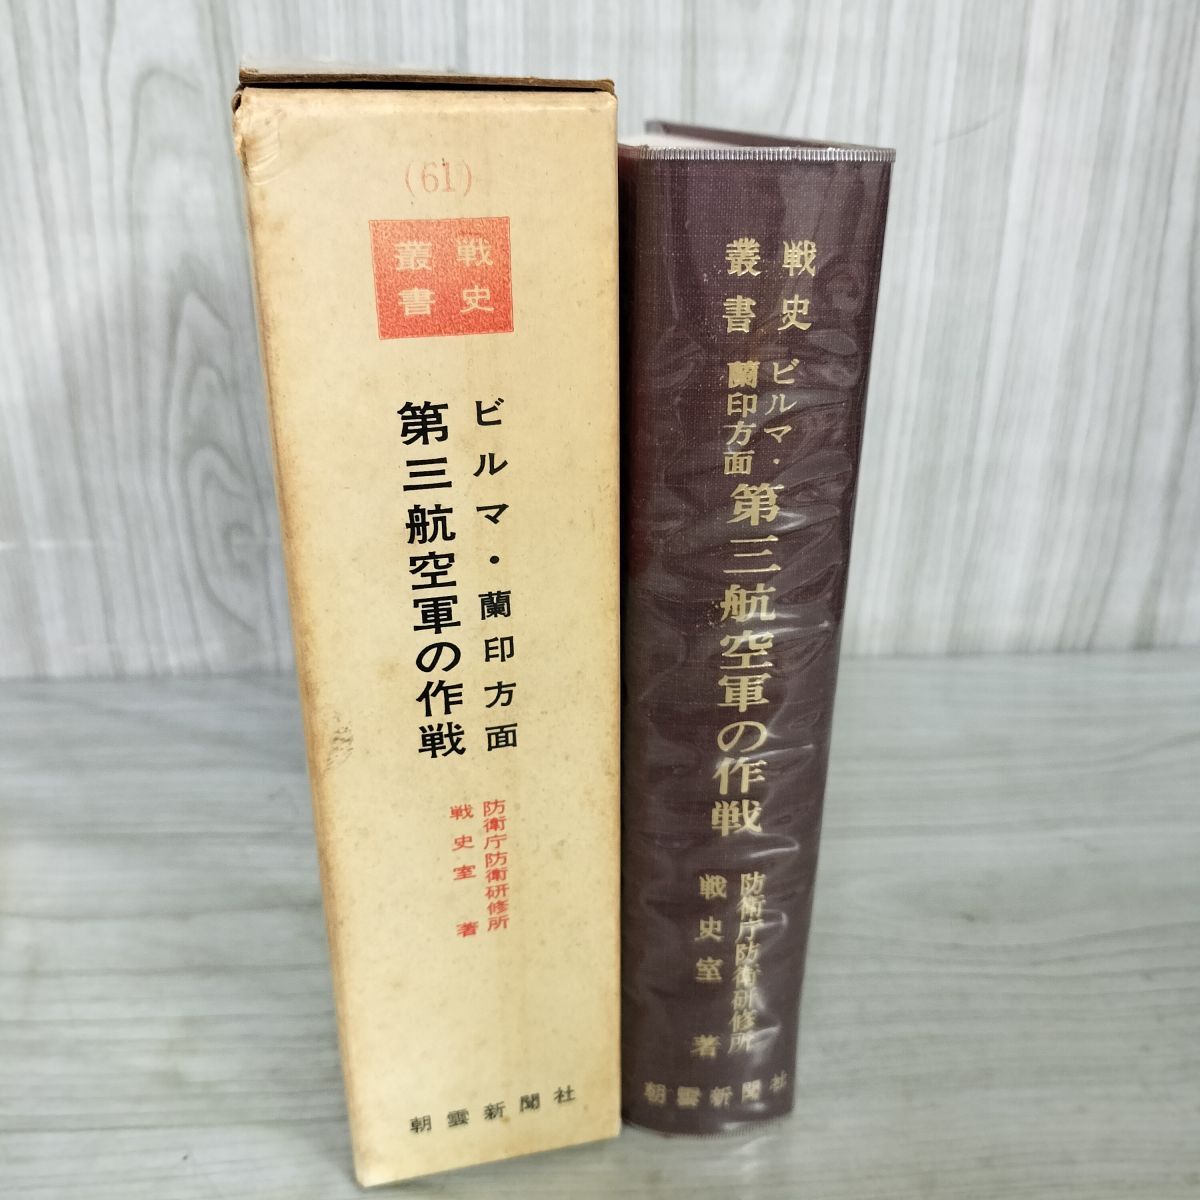 (61)
戦史
叢書
ビルマ・蘭印方面
第三航空軍の作戦
防衛庁防衛研修所
戦史室 著
朝雲新聞社
戦史
叢書
ビルマ・
蘭印方面
第三航空軍の作戦
防衛庁防衛研修所
戦史室 著
朝雲新聞社